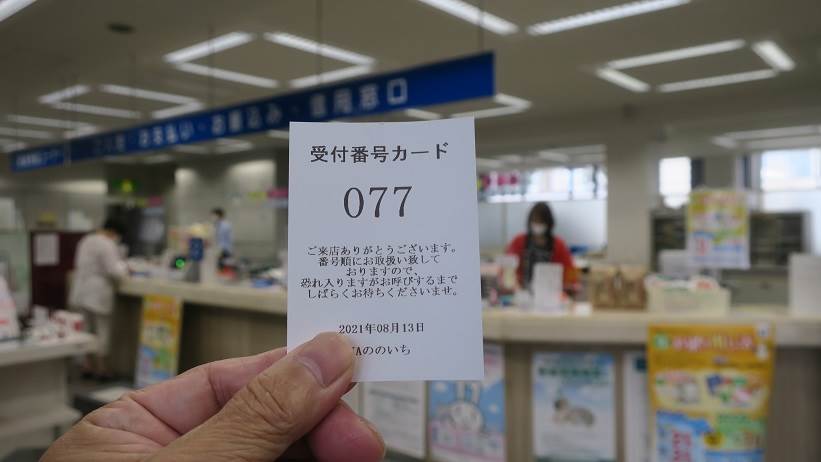 お支払い・お振込み・専用窓口
受付番号カード
077
ご来店ありがとうございます。
番号順にお取扱い致して
おりますので、
恐れ入りますがお呼びするまで
しばらくお待ちくださいませ。
2021年08月13日
Aののいち